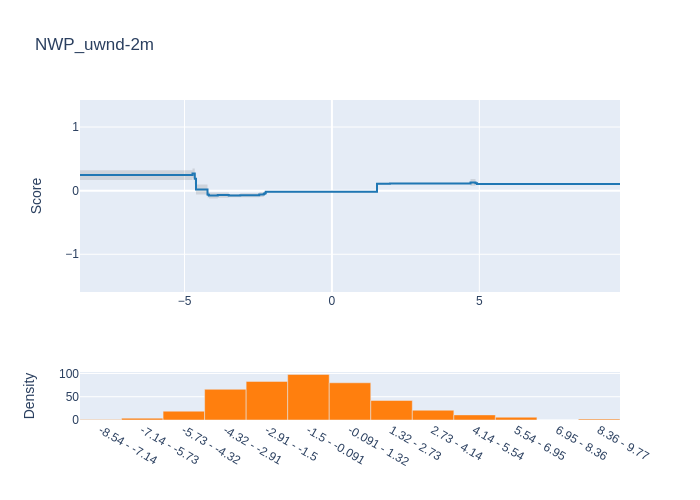 NWP_uwnd-2m
Score
1
0
−1
−5
0
5
Density
100
50
0
-8.54 - -7.14
-7.14 - -5.73
-5.73 - -4.32
-4.32 - -2.91
-2.91 - -1.5
-1.5 - -0.091
-0.091 - 1.32
1.32 - 2.73
2.73 - 4.14
4.14 - 5.54
5.54 - 6.95
6.95 - 8.36
8.36 - 9.77